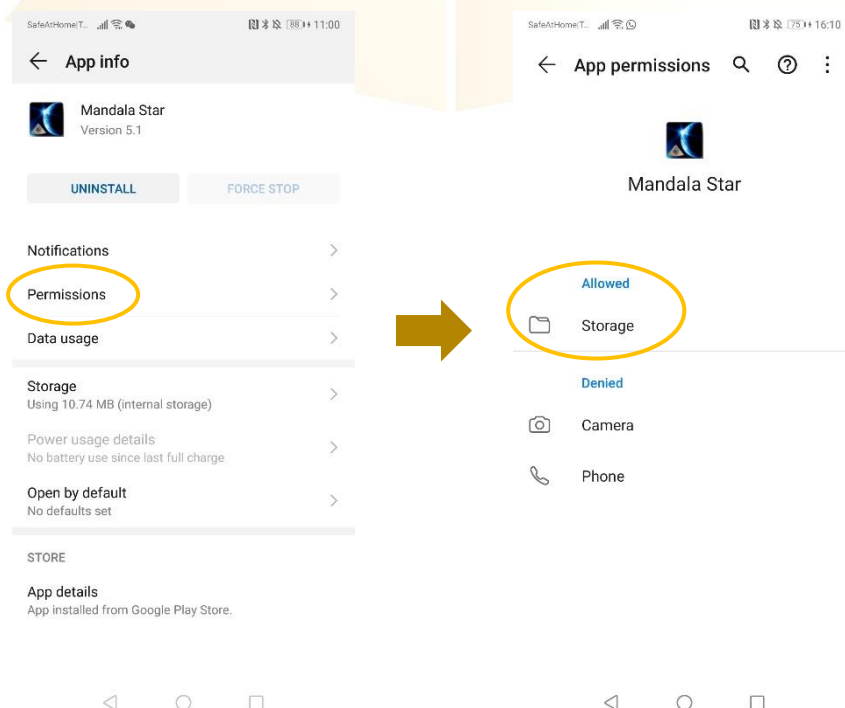 SafeAtHome|T... 88 11:00
App info
Mandala Star
Version 5.1
UNINSTALL FORCE STOP
Notifications
Permissions
Data usage
Storage
Using 10.74 MB (internal storage)
Power usage details
No battery use since last full charge
Open by default
No defaults set
STORE
App details
App installed from Google Play Store.
SafeAtHome|T... 75 16:10
App permissions
Mandala Star
Allowed
Storage
Denied
Camera
Phone